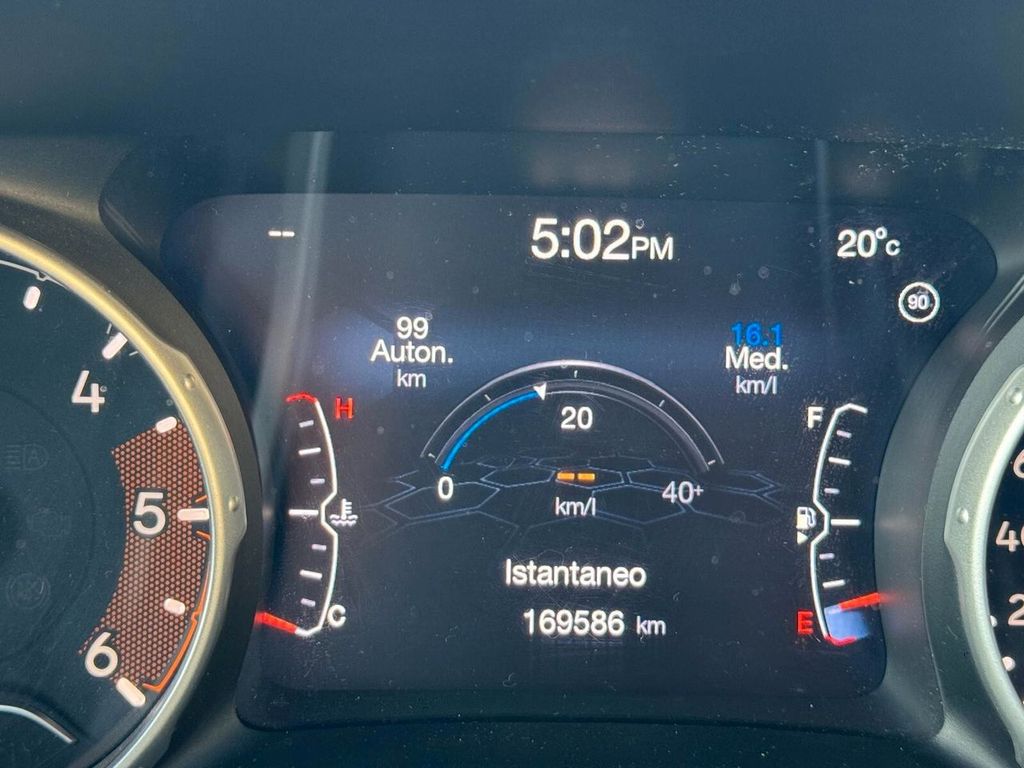 --
5:02PM
20°c
90
99
Auton.
km
16.1
Med.
km/l
H
F
4
5
6
20
0
40+
--
km/l
C
E
Istantaneo
169586 km